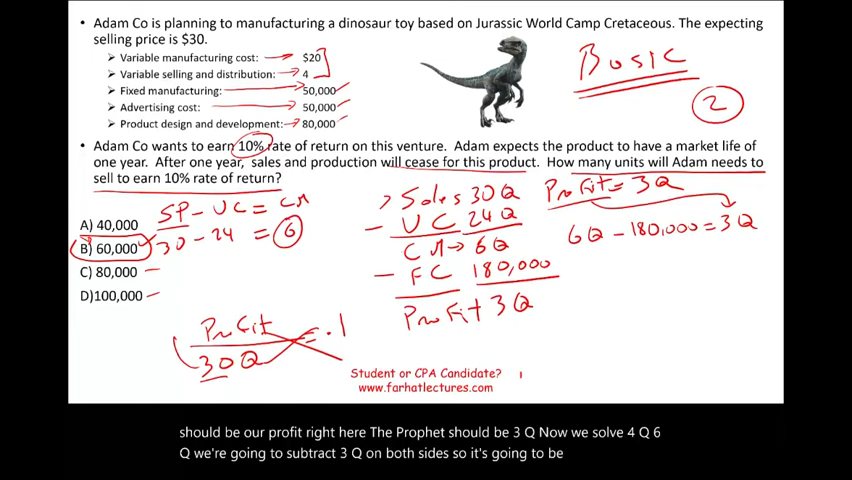 • Adam Co is planning to manufacturing a dinosaur toy based on Jurassic World Camp Cretaceous. The expecting
selling price is $30.
➢ Variable manufacturing cost: $20
➢ Variable selling and distribution: 4
➢ Fixed manufacturing: 50,000
➢ Advertising cost: 50,000
➢ Product design and development: 80,000
Basic
2
• Adam Co wants to earn 10% rate of return on this venture. Adam expects the product to have a market life of
one year. After one year, sales and production will cease for this product. How many units will Adam needs to
sell to earn 10% rate of return?
A) 40,000
B) 60,000
C) 80,000
D)100,000
SP - VC = CM
30 - 24 = 6
Sales 30Q
- VC 24Q
CM → 6Q
- FC 180,000
Profit 3Q
Profit = 3Q
6Q - 180,000 = 3Q
Profit = .1
30Q
Student or CPA Candidate?
www.farhatlectures.com
should be our profit right here The Prophet should be 3 Q Now we solve 4 Q 6
Q we're going to subtract 3 Q on both sides so it's going to be